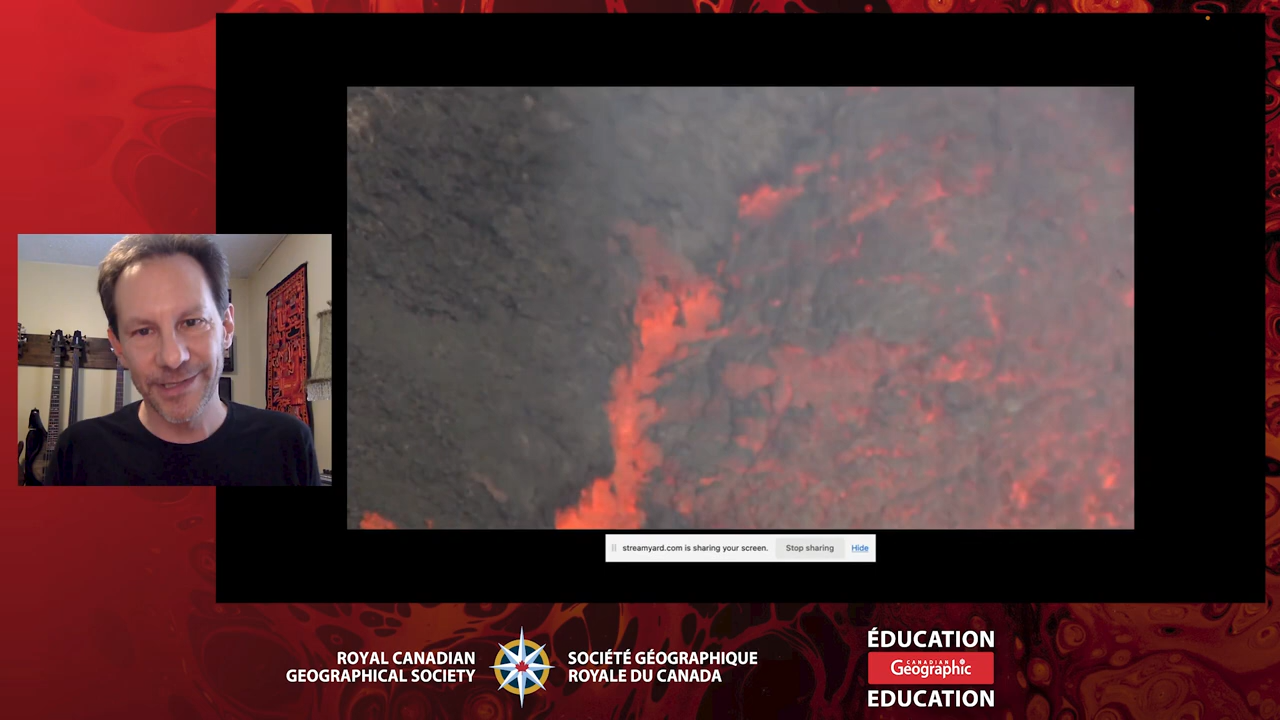 streamyard.com is sharing your screen. Stop sharing Hide
ROYAL CANADIAN
GEOGRAPHICAL SOCIETY
SOCIÉTÉ GÉOGRAPHIQUE
ROYALE DU CANADA
ÉDUCATION
CANADIAN
Geographic
EDUCATION